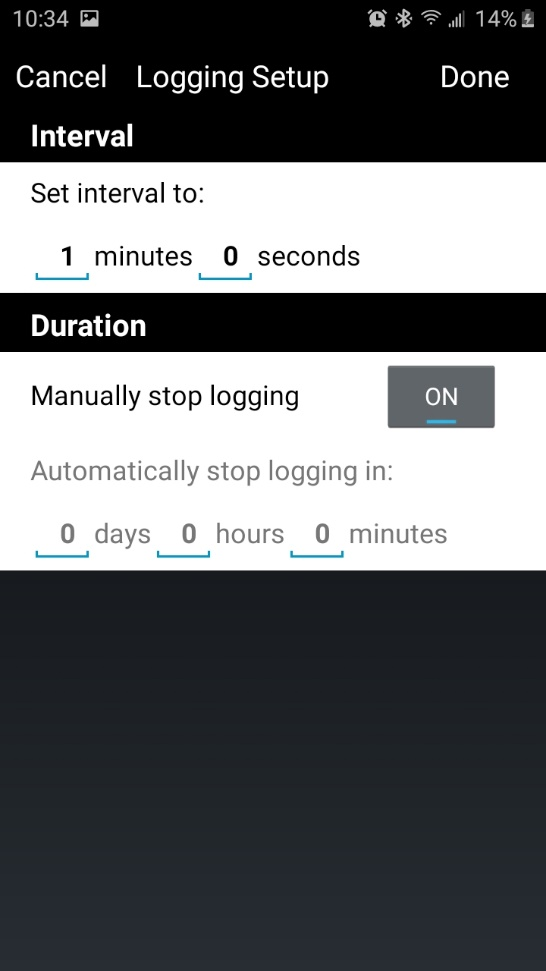 10:34 14%
Cancel Logging Setup Done
Interval
Set interval to:
1 minutes 0 seconds
Duration
Manually stop logging ON
Automatically stop logging in:
0 days 0 hours 0 minutes